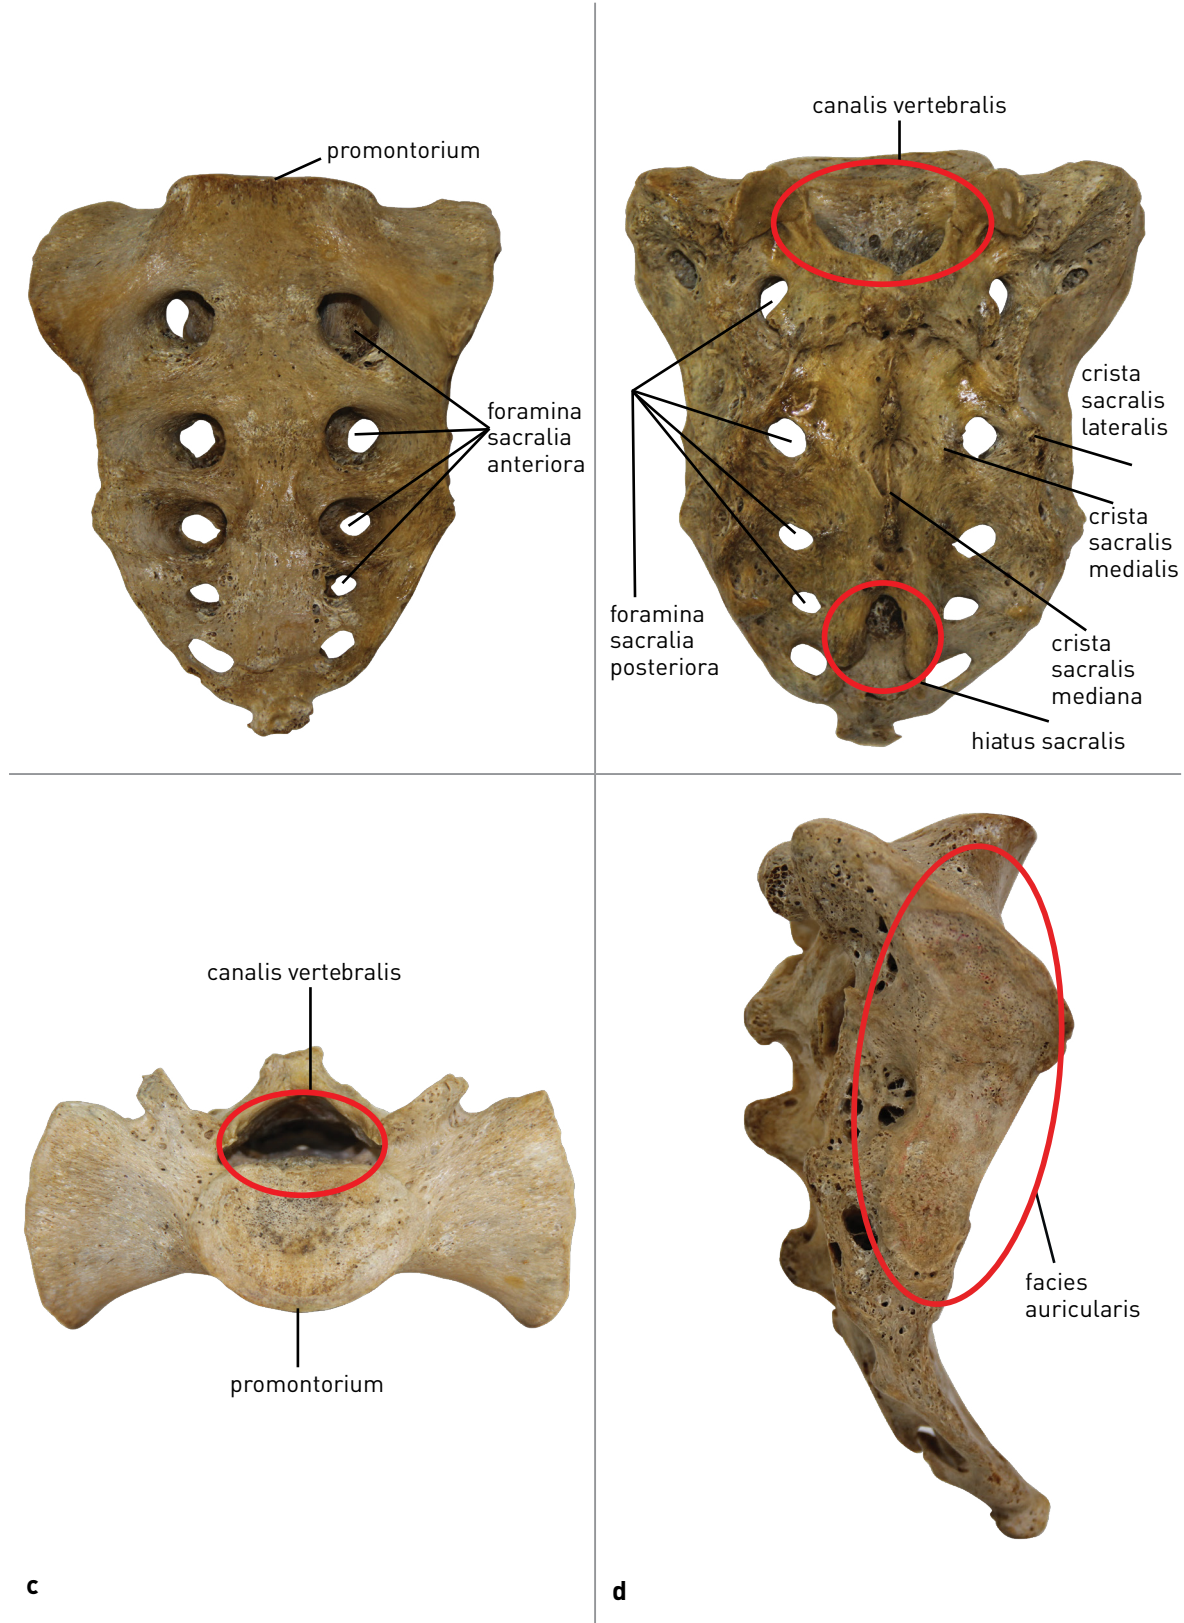 promontorium
foramina
sacralia
anteriora
canalis vertebralis
crista
sacralis
lateralis
crista
sacralis
medialis
foramina
sacralia
posteriora
crista
sacralis
mediana
hiatus sacralis
canalis vertebralis
promontorium
facies
auricularis
c
d